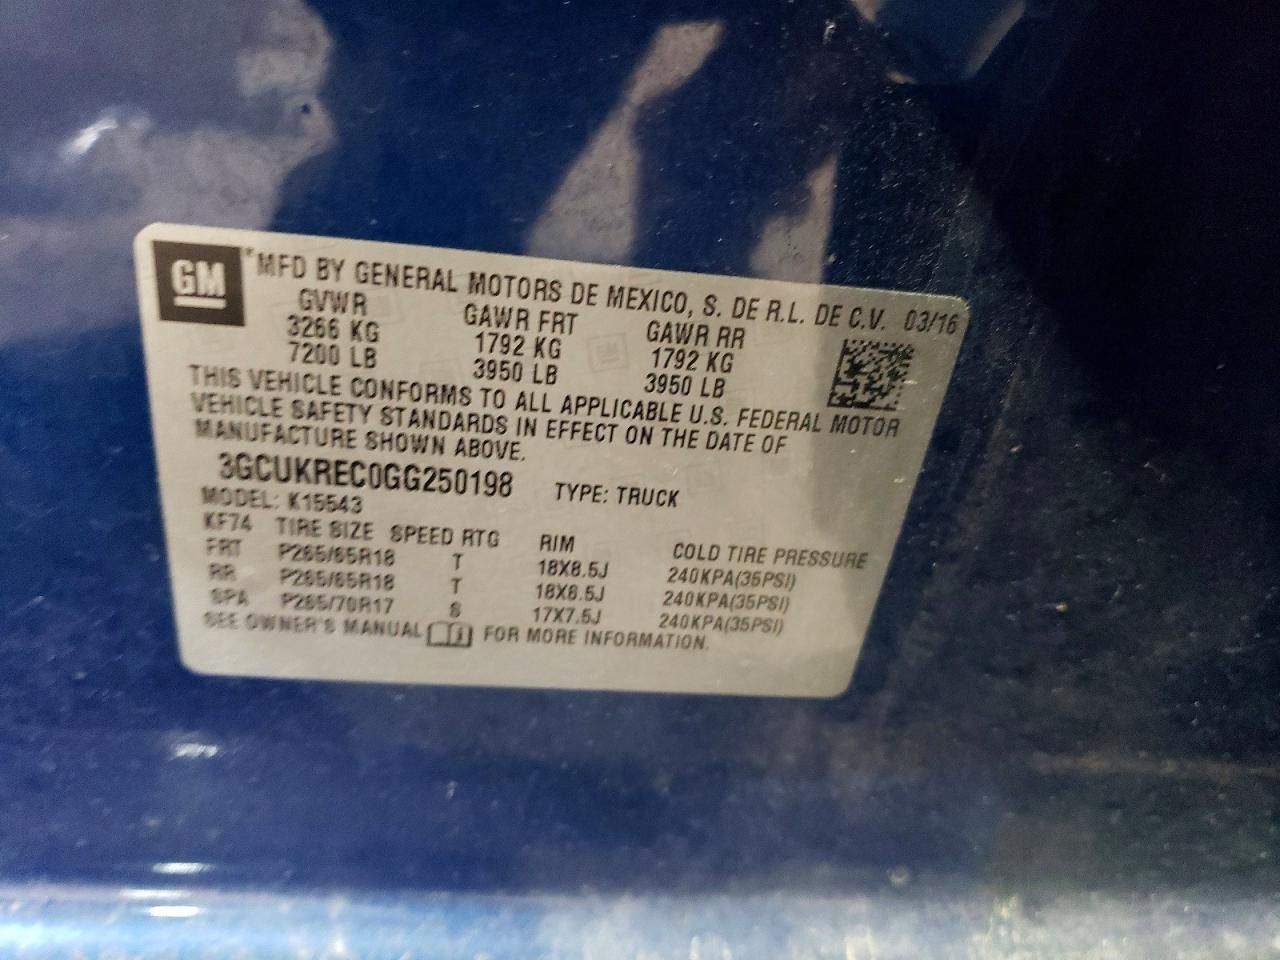 GM
*MFD BY GENERAL MOTORS DE MEXICO, S. DE R.L. DE C.V. 03/16
GVWR GAWR FRT GAWR RR
3266 KG 1792 KG 1792 KG
7200 LB 3950 LB 3950 LB
THIS VEHICLE CONFORMS TO ALL APPLICABLE U.S. FEDERAL MOTOR
VEHICLE SAFETY STANDARDS IN EFFECT ON THE DATE OF
MANUFACTURE SHOWN ABOVE.
3GCUKREC0GG250198 TYPE: TRUCK
MODEL: K15543
KF74 TIRE SIZE SPEED RTG RIM COLD TIRE PRESSURE
FRT P265/65R18 T 18X8.5J 240KPA(35PSI)
RR P265/65R18 T 18X8.5J 240KPA(35PSI)
SPA P265/70R17 S 17X7.5J 240KPA(35PSI)
SEE OWNER'S MANUAL FOR MORE INFORMATION.